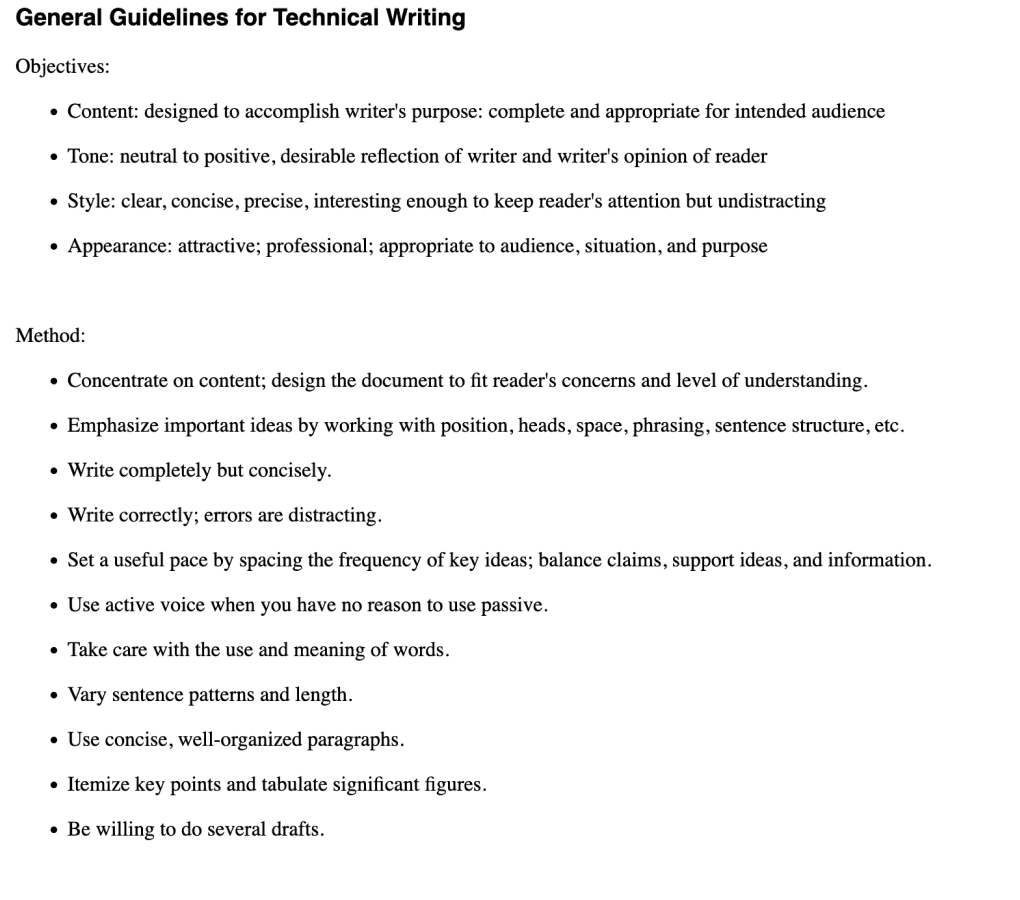 General Guidelines for Technical Writing
Objectives:
• Content: designed to accomplish writer's purpose: complete and appropriate for intended audience
• Tone: neutral to positive, desirable reflection of writer and writer's opinion of reader
• Style: clear, concise, precise, interesting enough to keep reader's attention but undistracting
• Appearance: attractive; professional; appropriate to audience, situation, and purpose
Method:
• Concentrate on content; design the document to fit reader's concerns and level of understanding.
• Emphasize important ideas by working with position, heads, space, phrasing, sentence structure, etc.
• Write completely but concisely.
• Write correctly; errors are distracting.
• Set a useful pace by spacing the frequency of key ideas; balance claims, support ideas, and information.
• Use active voice when you have no reason to use passive.
• Take care with the use and meaning of words.
• Vary sentence patterns and length.
• Use concise, well-organized paragraphs.
• Itemize key points and tabulate significant figures.
• Be willing to do several drafts.